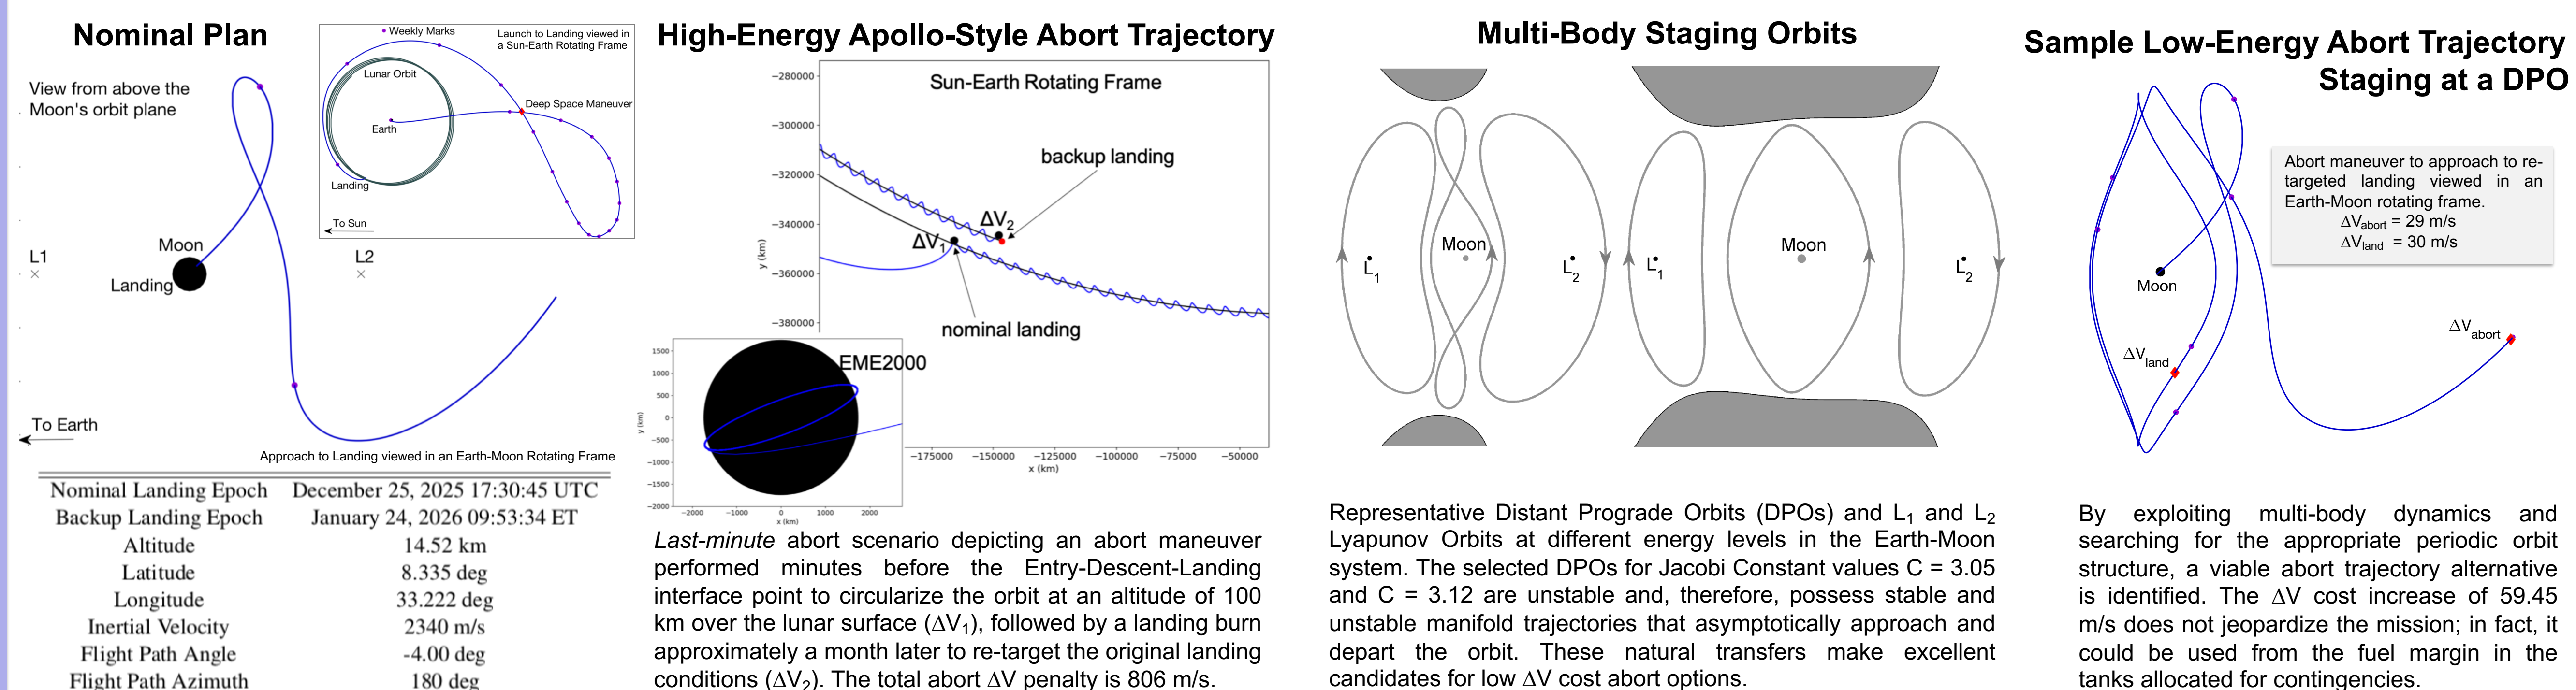 Nominal Plan
View from above the
Moon's orbit plane
Weekly Marks
Launch to Landing viewed in
a Sun-Earth Rotating Frame
Lunar Orbit
Deep Space Maneuver
Earth
Landing
To Sun
Moon
L1
L2
Landing
To Earth
Approach to Landing viewed in an Earth-Moon Rotating Frame
Nominal Landing Epoch December 25, 2025 17:30:45 UTC
Backup Landing Epoch January 24, 2026 09:53:34 ET
Altitude 14.52 km
Latitude 8.335 deg
Longitude 33.222 deg
Inertial Velocity 2340 m/s
Flight Path Angle -4.00 deg
Flight Path Azimuth 180 deg
High-Energy Apollo-Style Abort Trajectory
Sun-Earth Rotating Frame
−280000
−300000
−320000
−340000
−360000
−380000
y (km)
backup landing
ΔV2
ΔV1
nominal landing
−175000 −150000 −125000 −100000 −75000 −50000
x (km)
EME2000
1500
1000
500
0
−500
−1000
−1500
−2000
y (km)
−2000 −1000 0 1000 2000
x (km)
Last-minute abort scenario depicting an abort maneuver
performed minutes before the Entry-Descent-Landing
interface point to circularize the orbit at an altitude of 100
km over the lunar surface (ΔV1), followed by a landing burn
approximately a month later to re-target the original landing
conditions (ΔV2). The total abort ΔV penalty is 806 m/s.
Multi-Body Staging Orbits
Moon
L1
L2
Moon
L1
L2
Representative Distant Prograde Orbits (DPOs) and L1 and L2
Lyapunov Orbits at different energy levels in the Earth-Moon
system. The selected DPOs for Jacobi Constant values C = 3.05
and C = 3.12 are unstable and, therefore, possess stable and
unstable manifold trajectories that asymptotically approach and
depart the orbit. These natural transfers make excellent
candidates for low ΔV cost abort options.
Sample Low-Energy Abort Trajectory
Staging at a DPO
Abort maneuver to approach to re-
targeted landing viewed in an
Earth-Moon rotating frame.
ΔVabort = 29 m/s
ΔVland = 30 m/s
Moon
ΔVabort
ΔVland
By exploiting multi-body dynamics and
searching for the appropriate periodic orbit
structure, a viable abort trajectory alternative
is identified. The ΔV cost increase of 59.45
m/s does not jeopardize the mission; in fact, it
could be used from the fuel margin in the
tanks allocated for contingencies.